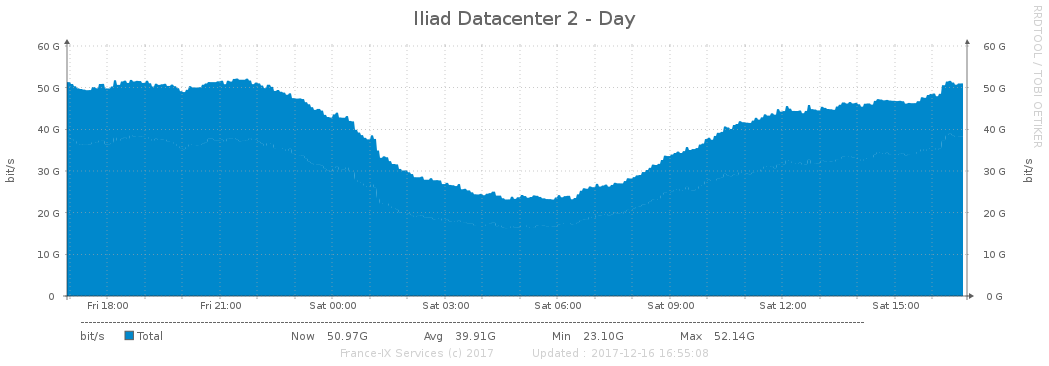 Iliad Datacenter 2 - Day
RRDTOOL / TOBI OETIKER
60 G 60 G
50 G 50 G
40 G 40 G
30 G 30 G
20 G 20 G
10 G 10 G
0 0 G
bit/s bit/s
Fri 18:00 Fri 21:00 Sat 00:00 Sat 03:00 Sat 06:00 Sat 09:00 Sat 12:00 Sat 15:00
bit/s Total Now 50.97G Avg 39.91G Min 23.10G Max 52.14G
France-IX Services (c) 2017 Updated : 2017-12-16 16:55:08